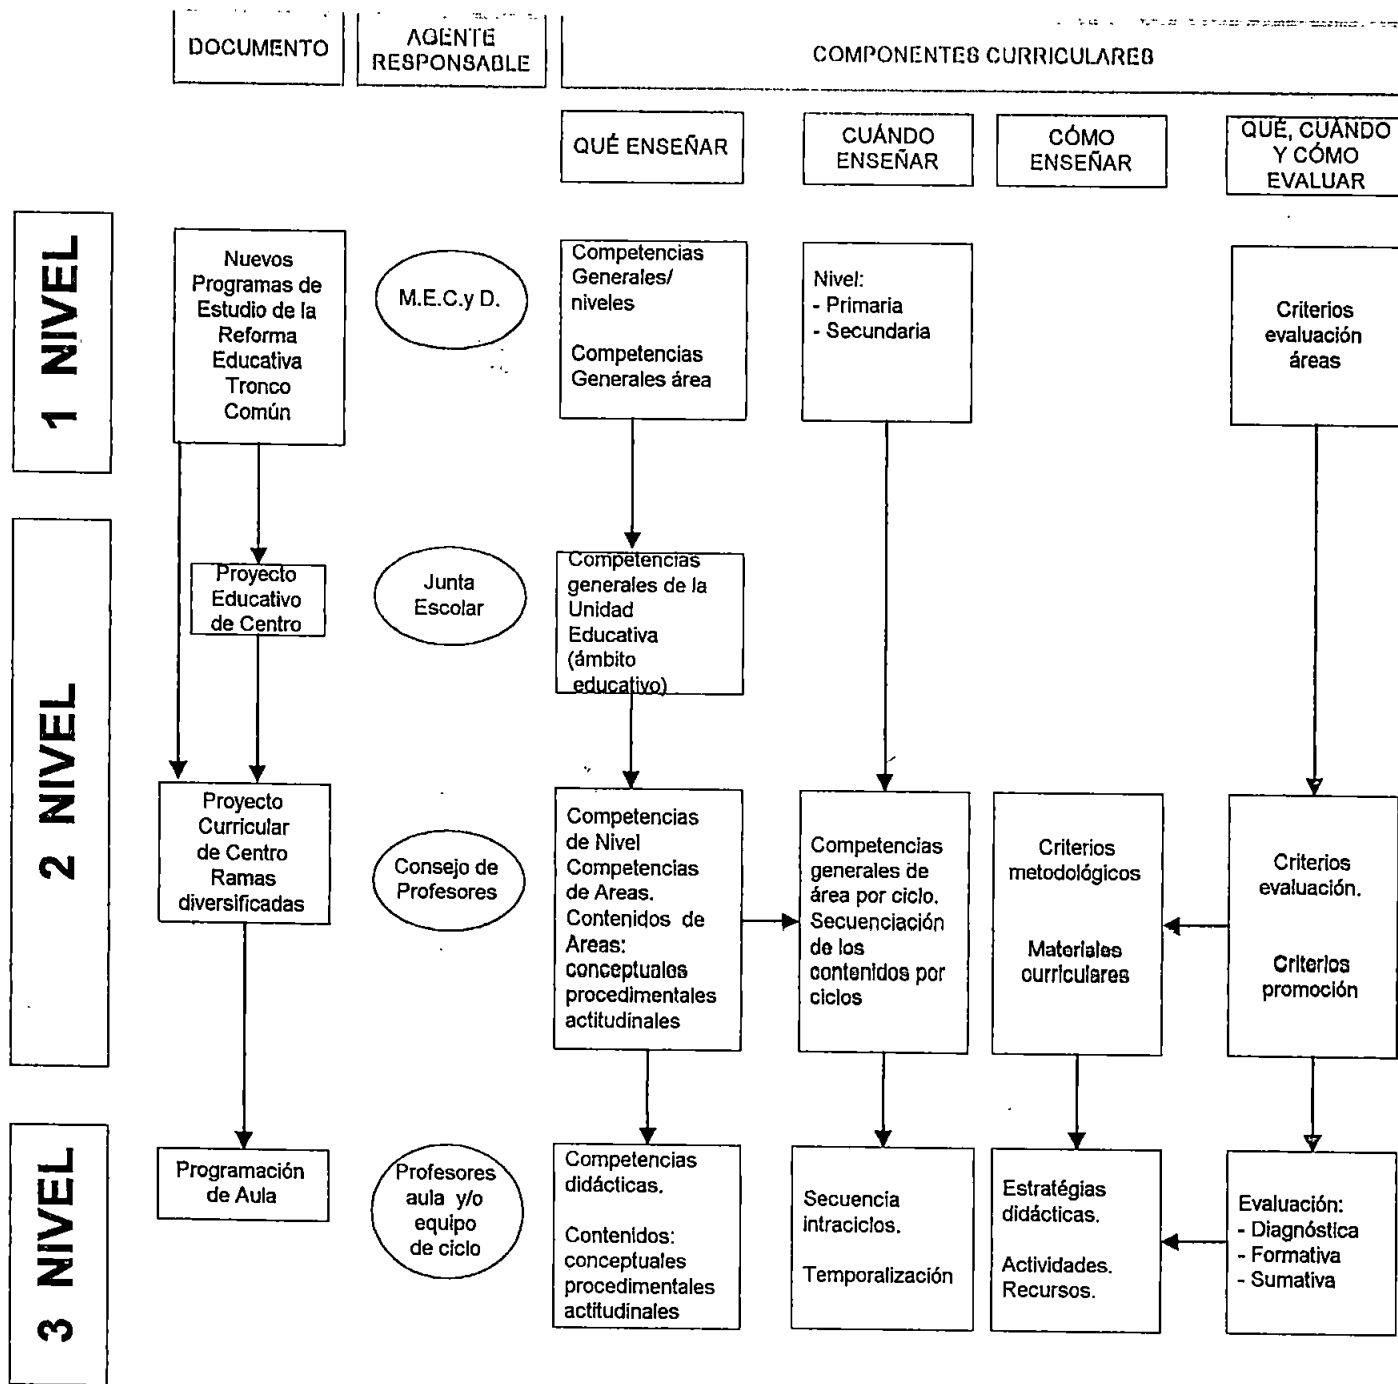 DOCUMENTO
AGENTE
RESPONSABLE
COMPONENTES CURRICULARES
QUÉ ENSEÑAR
CUÁNDO
ENSEÑAR
CÓMO
ENSEÑAR
QUÉ, CUÁNDO
Y CÓMO
EVALUAR
1 NIVEL
Nuevos
Programas de
Estudio de la
Reforma
Educativa
Tronco
Común
M.E.C.y D.
Competencias
Generales/
niveles
Competencias
Generales área
Nivel:
- Primaria
- Secundaria
Criterios
evaluación
áreas
2 NIVEL
Proyecto
Educativo
de Centro
Junta
Escolar
Competencias
generales de la
Unidad
Educativa
(ámbito
educativo)
Proyecto
Curricular
de Centro
Ramas
diversificadas
Consejo de
Profesores
Competencias
de Nivel
Competencias
de Areas.
Contenidos de
Areas:
conceptuales
procedimentales
actitudinales
Competencias
generales de
área por ciclo.
Secuenciación
de los
contenidos por
ciclos
Criterios
metodológicos
Materiales
curriculares
Criterios
evaluación.
Criterios
promoción
3 NIVEL
Programación
de Aula
Profesores
aula y/o
equipo
de ciclo
Competencias
didácticas.
Contenidos:
conceptuales
procedimentales
actitudinales
Secuencia
intraciclos.
Temporalización
Estratégias
didácticas.
Actividades.
Recursos.
Evaluación:
- Diagnóstica
- Formativa
- Sumativa